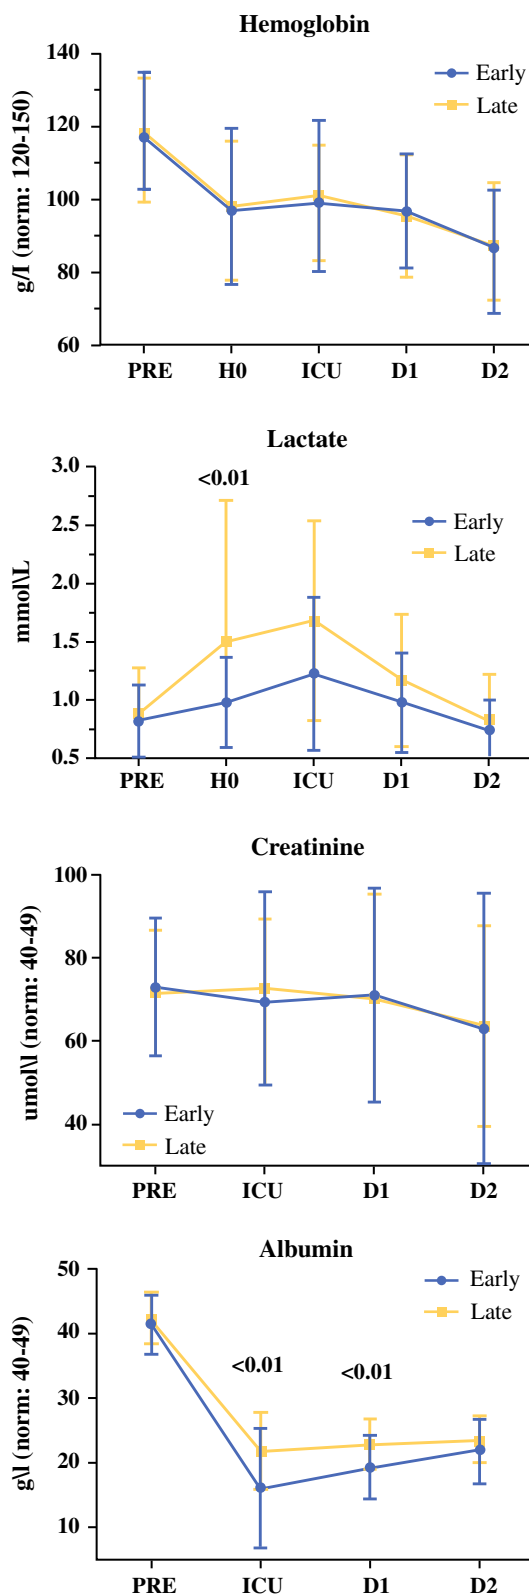 Hemoglobin
140
120
100
80
60
g/I (norm: 120-150)
Early
Late
PRE H0 ICU D1 D2
Lactate
3.0
2.5
2.0
1.5
1.0
0.5
mmol\L
<0.01
Early
Late
PRE H0 ICU D1 D2
Creatinine
100
80
60
40
umol\l (norm: 40-49)
Early
Late
PRE ICU D1 D2
Albumin
50
40
30
20
10
g\l (norm: 40-49)
Early
Late
<0.01 <0.01
PRE ICU D1 D2